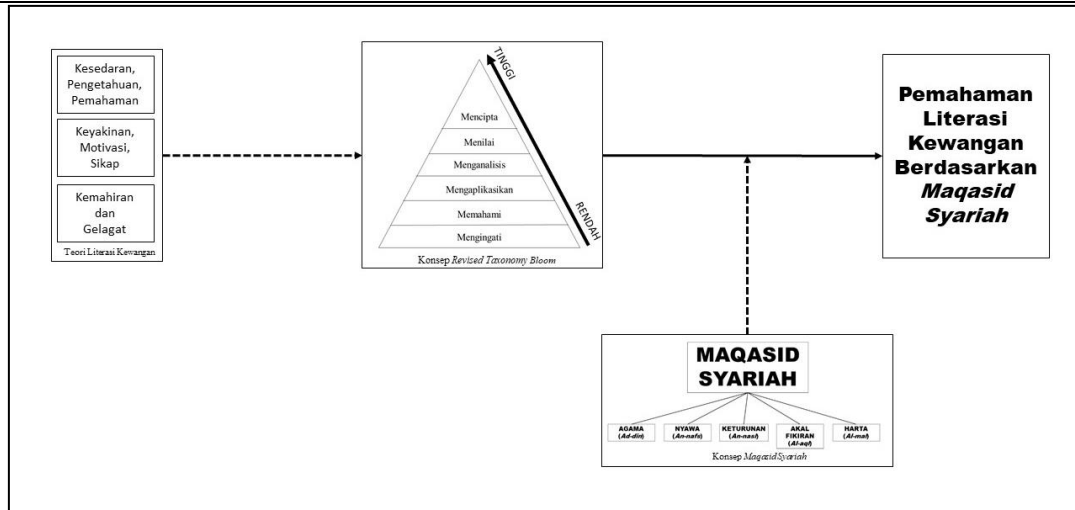 Kesedaran,
Pengetahuan,
Pemahaman
Keyakinan,
Motivasi,
Sikap
Kemahiran
dan
Gelagat
Teori Literasi Kewangan
TINGGI
Mencipta
Menilai
Menganalisis
Mengaplikasikan
Memahami
Mengingati
RENDAH
Konsep Revised Taxonomy Bloom
Pemahaman
Literasi
Kewangan
Berdasarkan
Maqasid
Syariah
MAQASID
SYARIAH
AGAMA
(Ad-din)
NYAWA
(An-nafs)
KETURUNAN
(An-nasl)
AKAL
FIKIRAN
(Al-aql)
HARTA
(Al-mal)
Konsep MaqasidSyariah